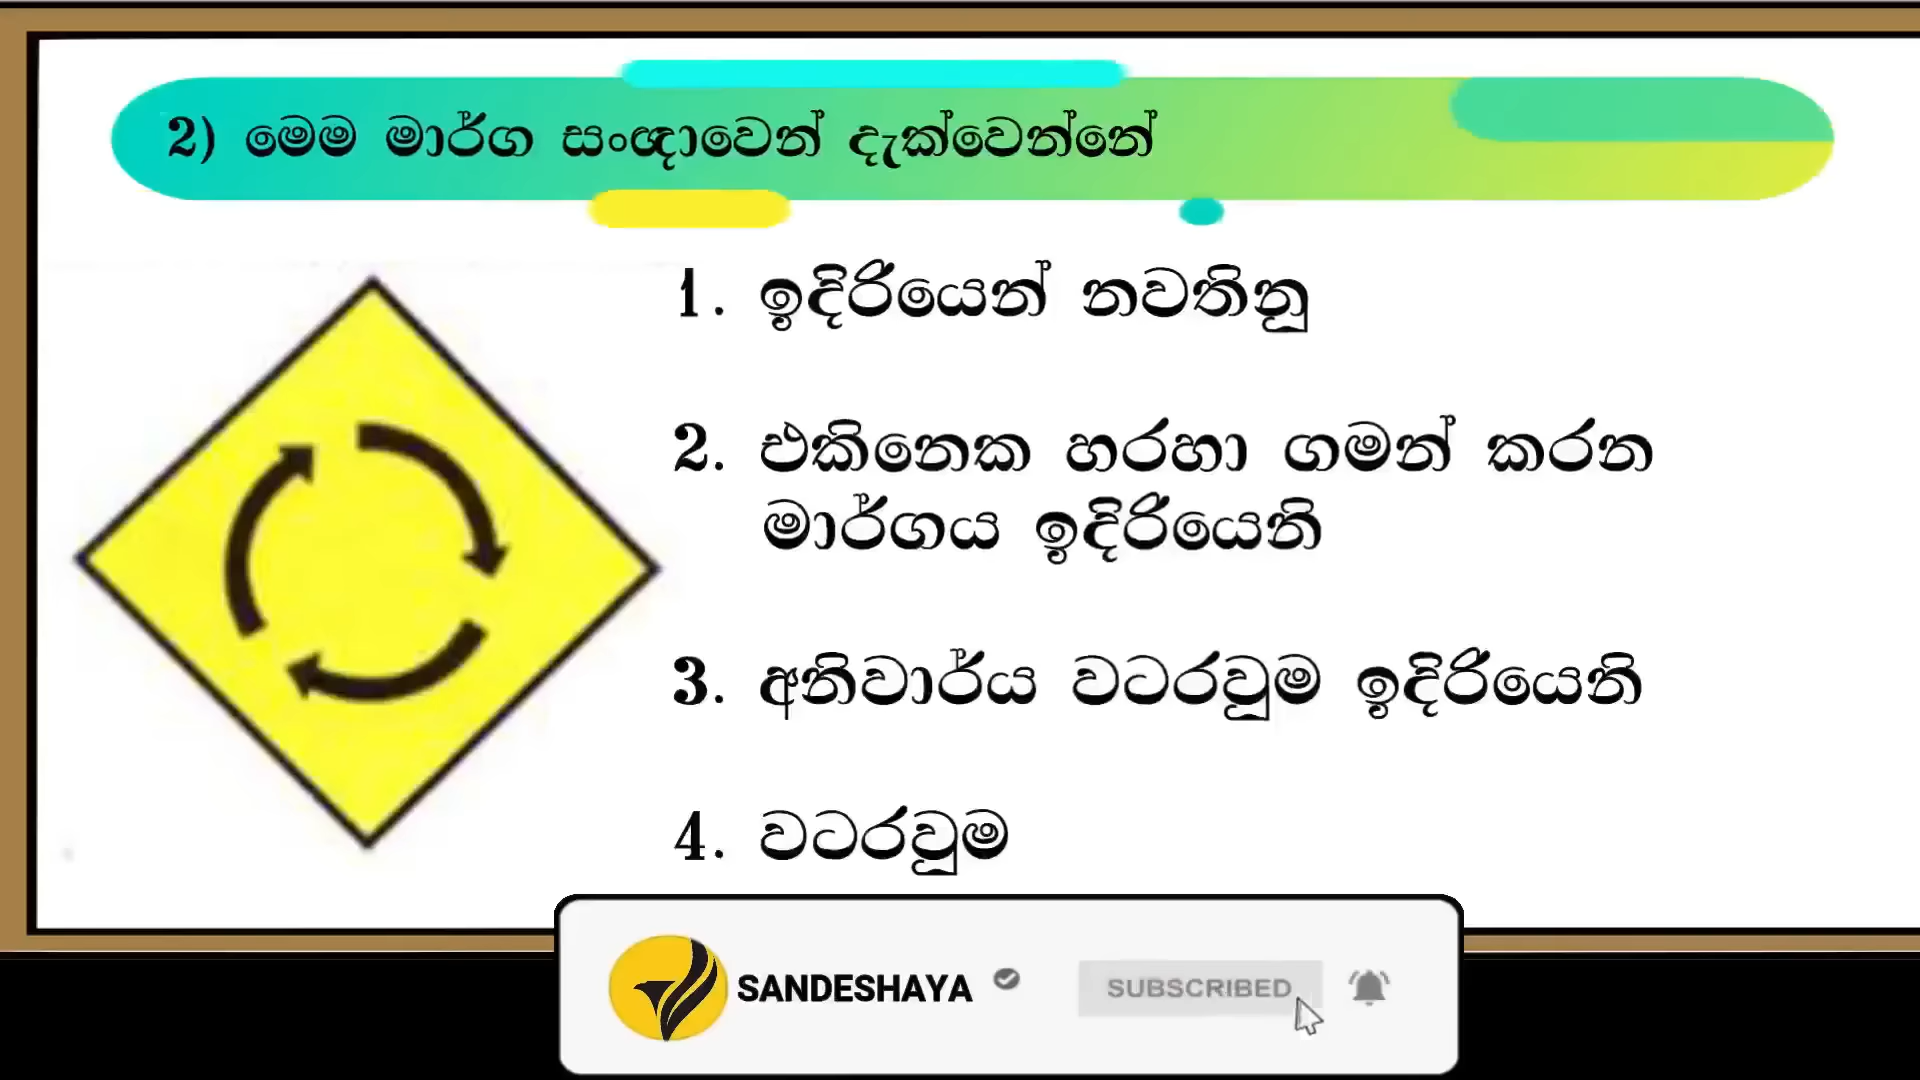 2) මෙම මාර්ග සංඥාවෙන් දැක්වෙන්නේ
1. ඉදිරියෙන් නවතිනු
2. එකිනෙක හරහා ගමන් කරන
මාර්ගය ඉදිරියෙනි
3. අනිවාර්ය වටරවුම ඉදිරියෙනි
4. වටරවුම
SANDESHAYA SUBSCRIBED